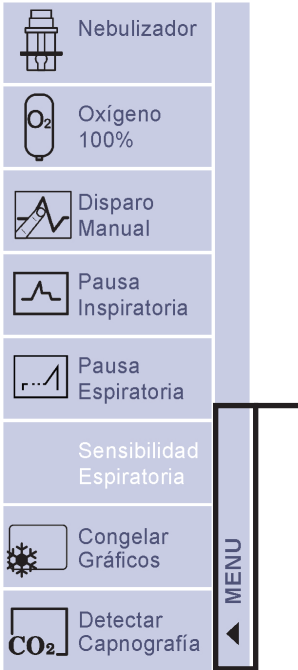 Nebulizador
O2
Oxígeno
100%
Disparo
Manual
Pausa
Inspiratoria
Pausa
Espiratoria
Sensibilidad
Espiratoria
Congelar
Gráficos
CO2
Detectar
Capnografía
MENU